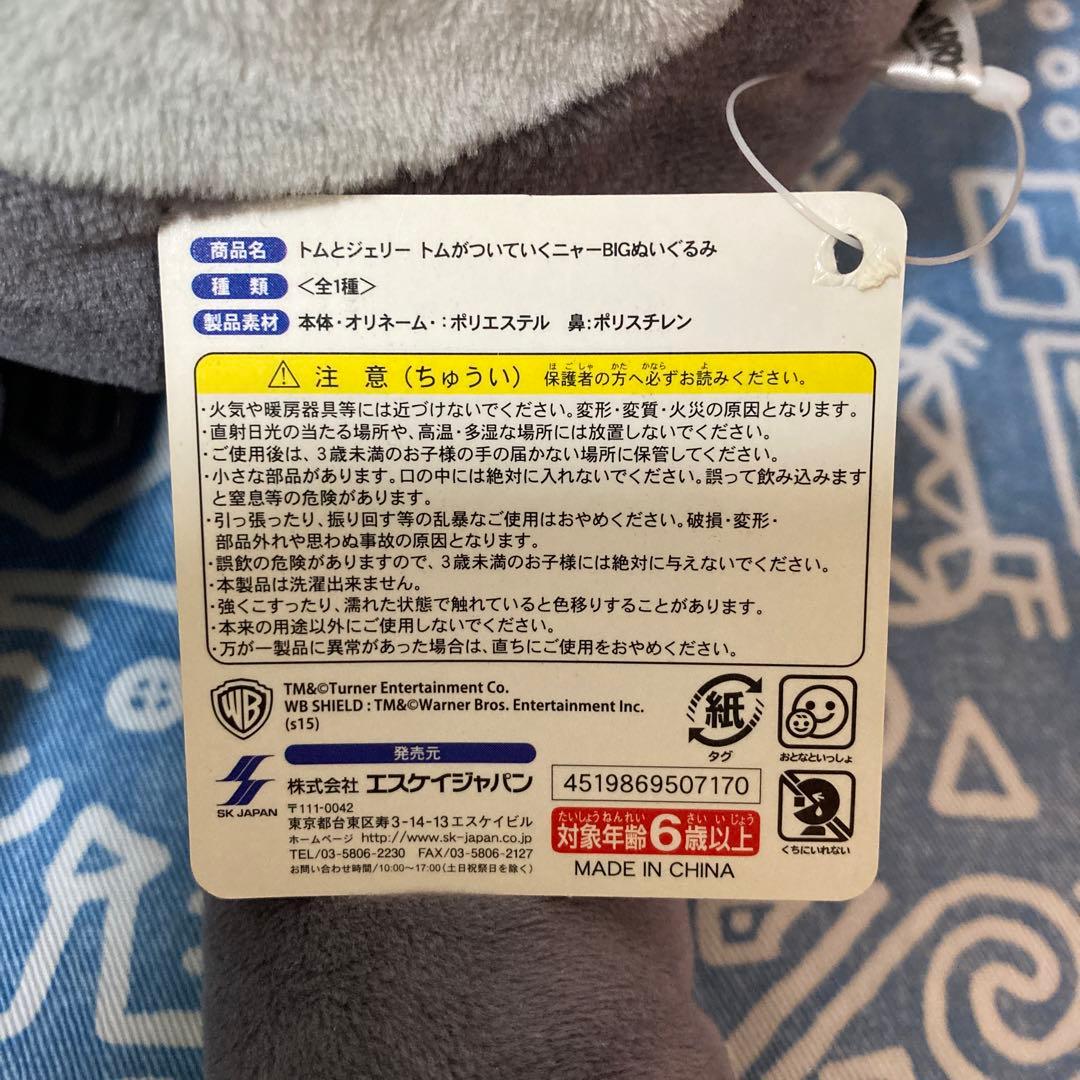 商品名 トムとジェリー トムがついていくニャーBIGぬいぐるみ
種類 <全1種>
製品素材 本体・オリネーム・:ポリエステル 鼻:ポリスチレン
⚠ 注 意（ちゅうい） 保護者の方へ必ずお読みください。
ほごしゃ かた かなら よ
・火気や暖房器具等には近づけないでください。変形・変質・火災の原因となります。
・直射日光の当たる場所や、高温・多湿な場所には放置しないでください。
・ご使用後は、3歳未満のお子様の手の届かない場所に保管してください。
・小さな部品があります。口の中には絶対に入れないでください。誤って飲み込みます
と窒息等の危険があります。
・引っ張ったり、振り回す等の乱暴なご使用はおやめください。破損・変形・
部品外れや思わぬ事故の原因となります。
・誤飲の危険がありますので、3歳未満のお子様には絶対に与えないでください。
・本製品は洗濯出来ません。
・強くこすったり、濡れた状態で触れていると色移りすることがあります。
・本来の用途以外にご使用しないでください。
・万が一製品に異常があった場合は、直ちにご使用をおやめください。
WB
TM&©Turner Entertainment Co.
WB SHIELD : TM&©Warner Bros. Entertainment Inc.
(s15)
紙
タグ
おとなといっしょ
くちにいれない
発売元
SK JAPAN
株式会社 エスケイジャパン
〒111-0042
東京都台東区寿3-14-13エスケイビル
ホームページ http://www.sk-japan.co.jp
TEL/03-5806-2230 FAX/03-5806-2127
お問い合わせ時間/10:00〜17:00(土日祝祭日を除く)
4519869507170
たいしょうねんれい さいいじょう
対象年齢6歳以上
MADE IN CHINA